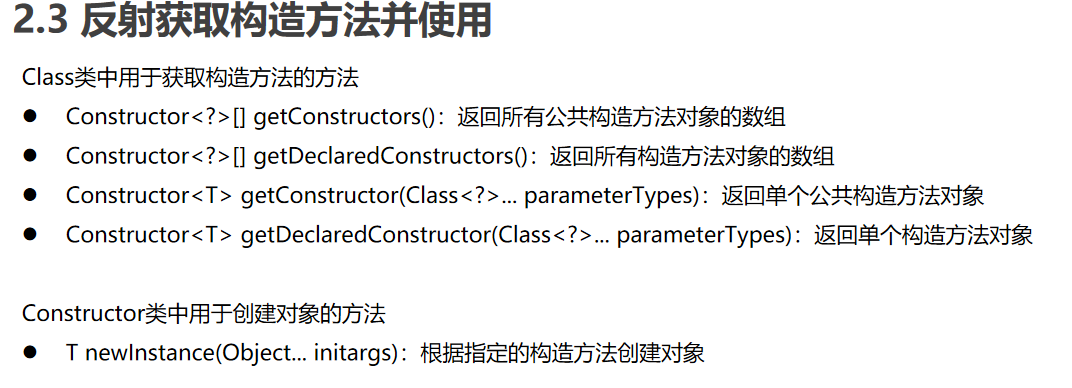 2.3 反射获取构造方法并使用
Class类中用于获取构造方法的方法
● Constructor<?>[] getConstructors()：返回所有公共构造方法对象的数组
● Constructor<?>[] getDeclaredConstructors()：返回所有构造方法对象的数组
● Constructor<T> getConstructor(Class<?>... parameterTypes)：返回单个公共构造方法对象
● Constructor<T> getDeclaredConstructor(Class<?>... parameterTypes)：返回单个构造方法对象
Constructor类中用于创建对象的方法
● T newInstance(Object... initargs)：根据指定的构造方法创建对象